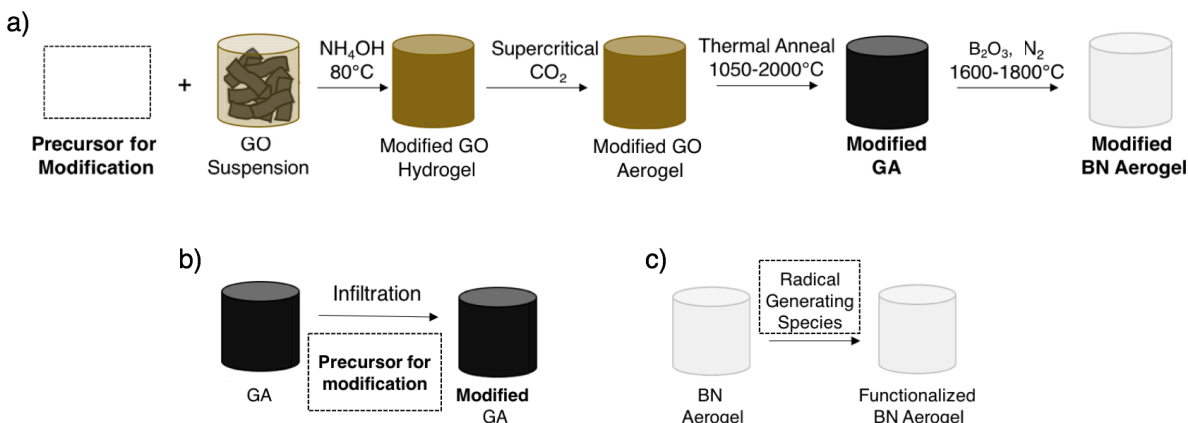 a)
Precursor for
Modification
+
GO
Suspension
NH₄OH
80°C
Modified GO
Hydrogel
Supercritical
CO₂
Modified GO
Aerogel
Thermal Anneal
1050-2000°C
Modified
GA
B₂O₃, N₂
1600-1800°C
Modified
BN Aerogel
b)
GA
Infiltration
Precursor for
modification
Modified
GA
c)
BN
Aerogel
Radical
Generating
Species
Functionalized
BN Aerogel